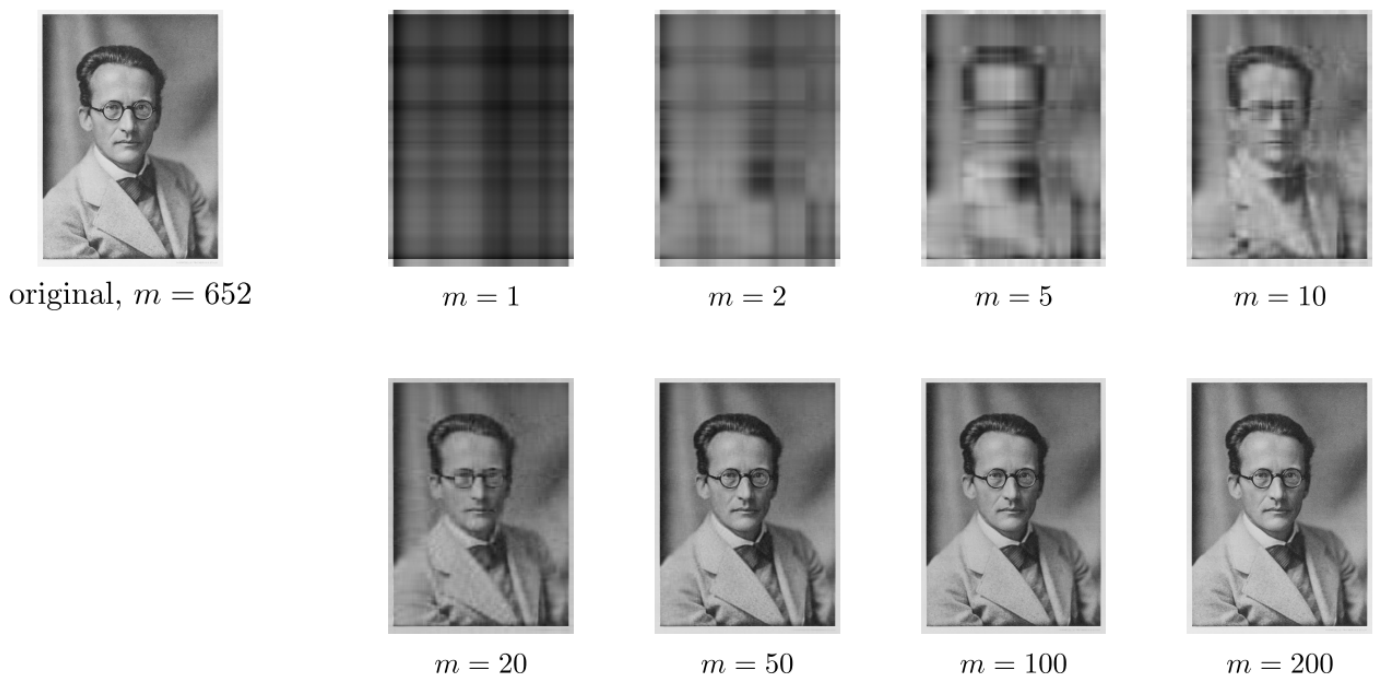 original, m = 652
m = 1
m = 2
m = 5
m = 10
m = 20
m = 50
m = 100
m = 200